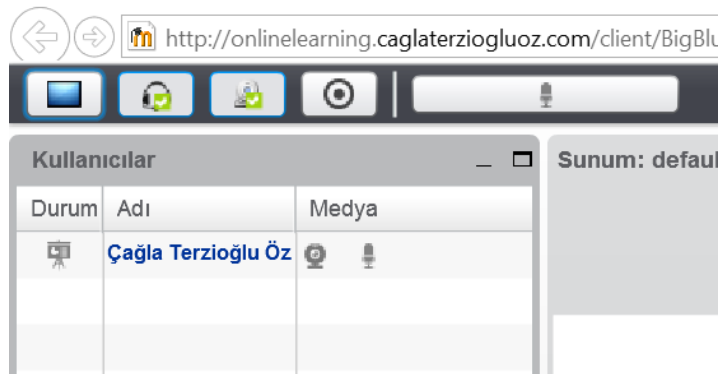 http://onlinelearning.caglaterziogluoz.com/client/BigBlu
Kullanıcılar
Sunum: defaul
Durum Adı Medya
Çağla Terzioğlu Öz